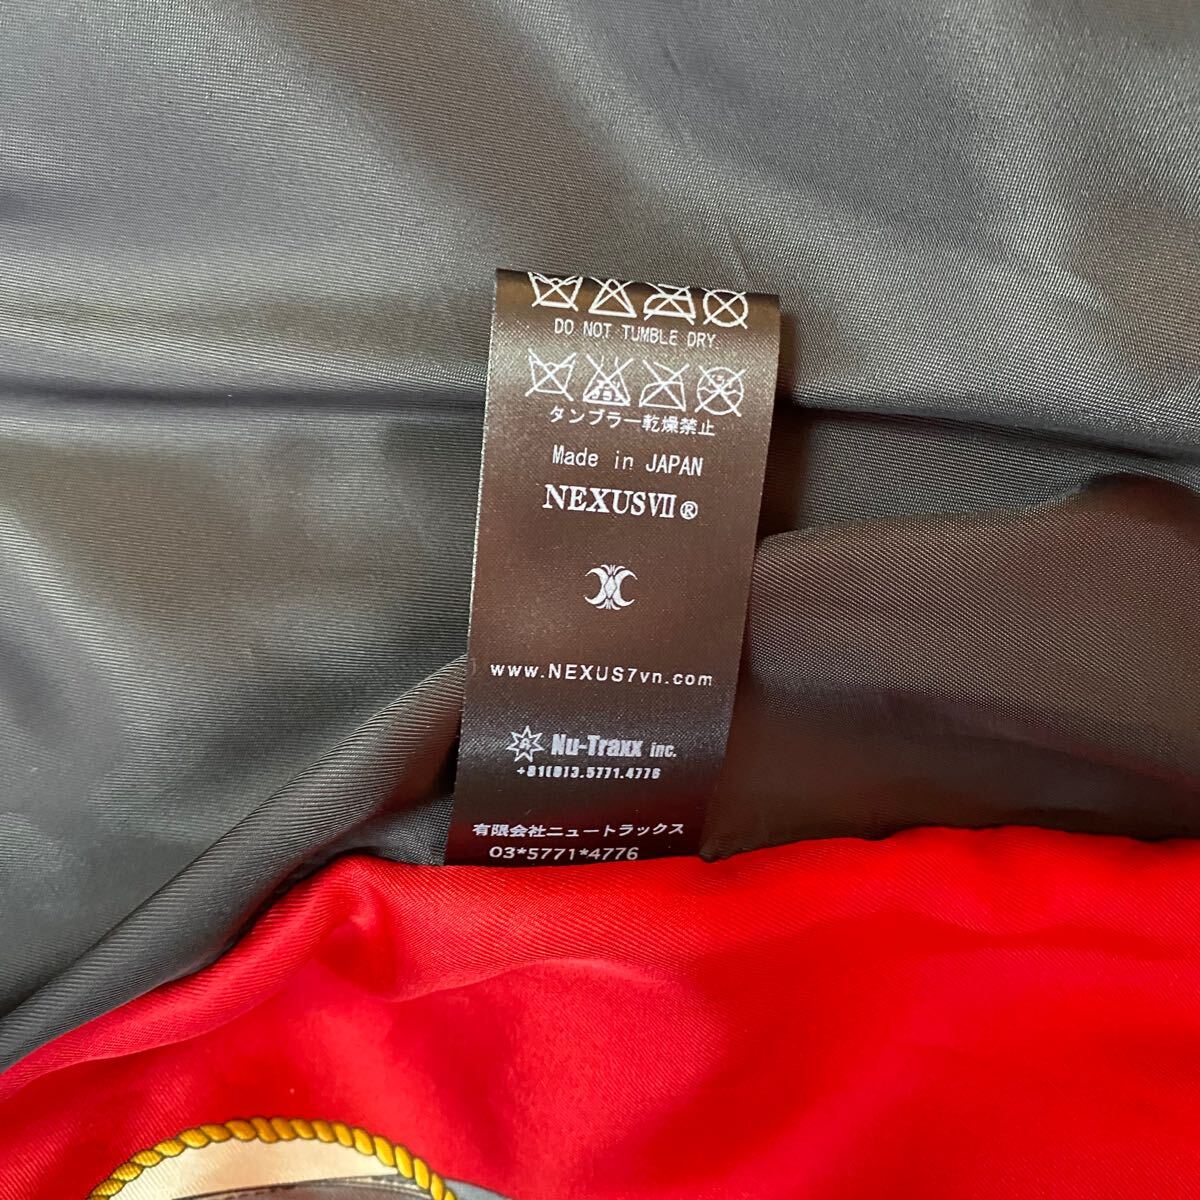 DO NOT TUMBLE DRY.
タンブラー乾燥禁止
Made in JAPAN
NEXUSVII®
www.NEXUS7vn.com
Nu-Traxx inc.
+81(0)3.5771.4776
有限会社ニュートラックス
03*5771*4776